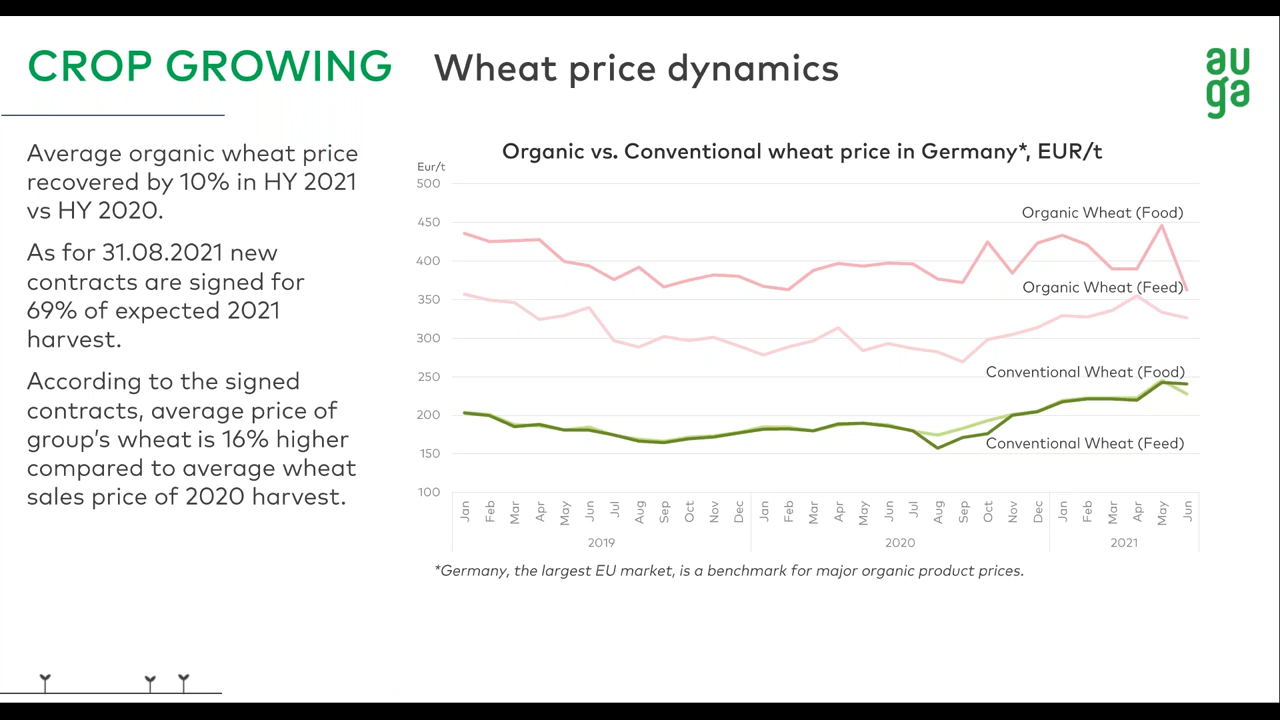 CROP GROWING
Wheat price dynamics
au
ga
Average organic wheat price
recovered by 10% in HY 2021
vs HY 2020.
As for 31.08.2021 new
contracts are signed for
69% of expected 2021
harvest.
According to the signed
contracts, average price of
group's wheat is 16% higher
compared to average wheat
sales price of 2020 harvest.
Organic vs. Conventional wheat price in Germany*, EUR/t
Eur/t
500
450
400
350
300
250
200
150
100
Organic Wheat (Food)
Organic Wheat (Feed)
Conventional Wheat (Food)
Conventional Wheat (Feed)
Jan Feb Mar Apr May Jun Jul Aug Sep Oct Nov Dec Jan Feb Mar Apr May Jun Jul Aug Sep Oct Nov Dec Jan Feb Mar Apr May Jun
2019 2020 2021
*Germany, the largest EU market, is a benchmark for major organic product prices.